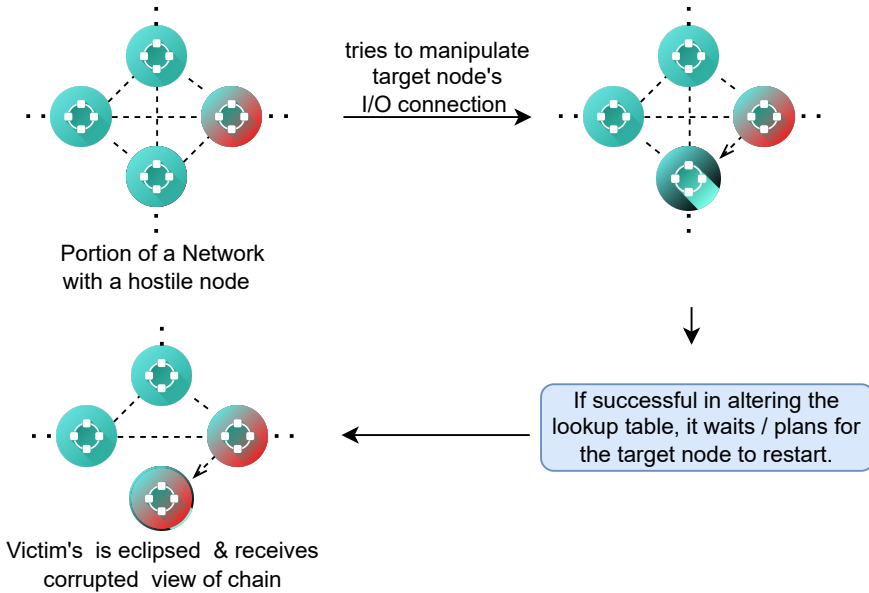 tries to manipulate
target node's
I/O connection
Portion of a Network
with a hostile node
If successful in altering the
lookup table, it waits / plans for
the target node to restart.
Victim's is eclipsed & receives
corrupted view of chain